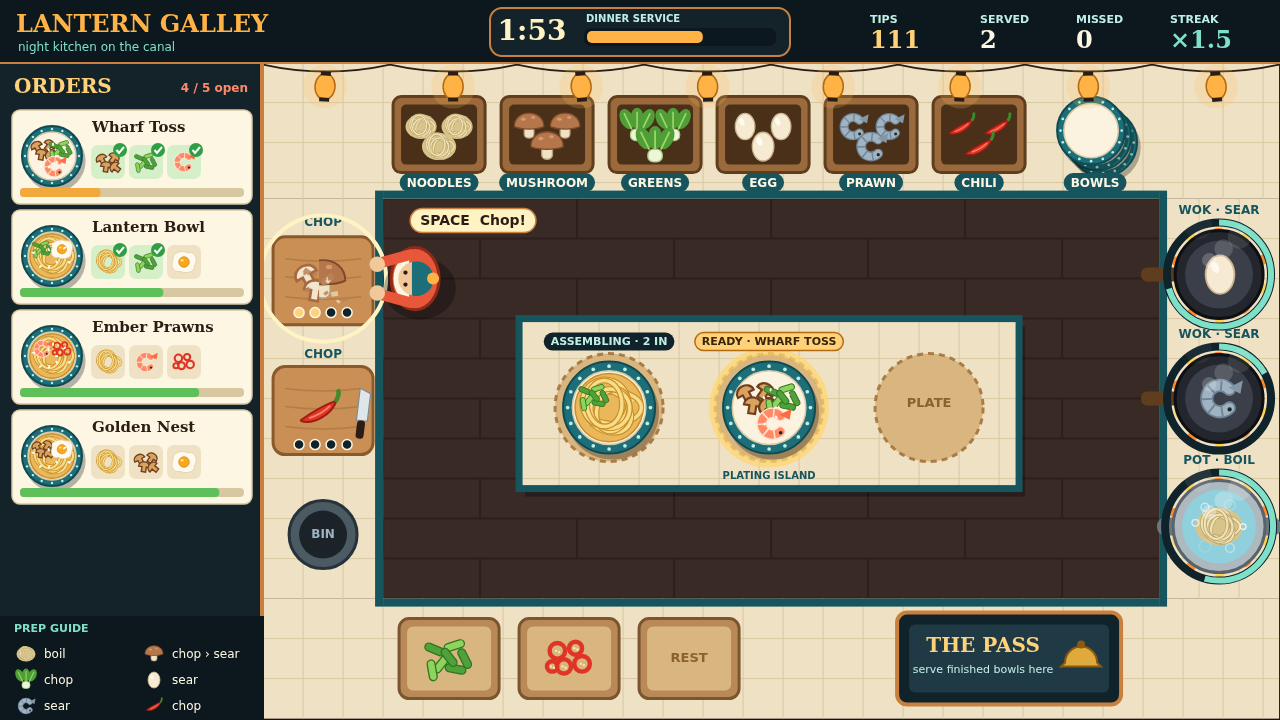 LANTERN GALLEY
night kitchen on the canal
1:53
DINNER SERVICE
TIPS
111
SERVED
2
MISSED
0
STREAK
×1.5
ORDERS
4 / 5 open
Wharf Toss
Lantern Bowl
Ember Prawns
Golden Nest
PREP GUIDE
boil
chop › sear
chop
sear
sear
chop
NOODLES
MUSHROOM
GREENS
EGG
PRAWN
CHILI
BOWLS
CHOP
SPACE Chop!
CHOP
BIN
ASSEMBLING · 2 IN
READY · WHARF TOSS
PLATE
PLATING ISLAND
WOK · SEAR
WOK · SEAR
POT · BOIL
REST
THE PASS
serve finished bowls here